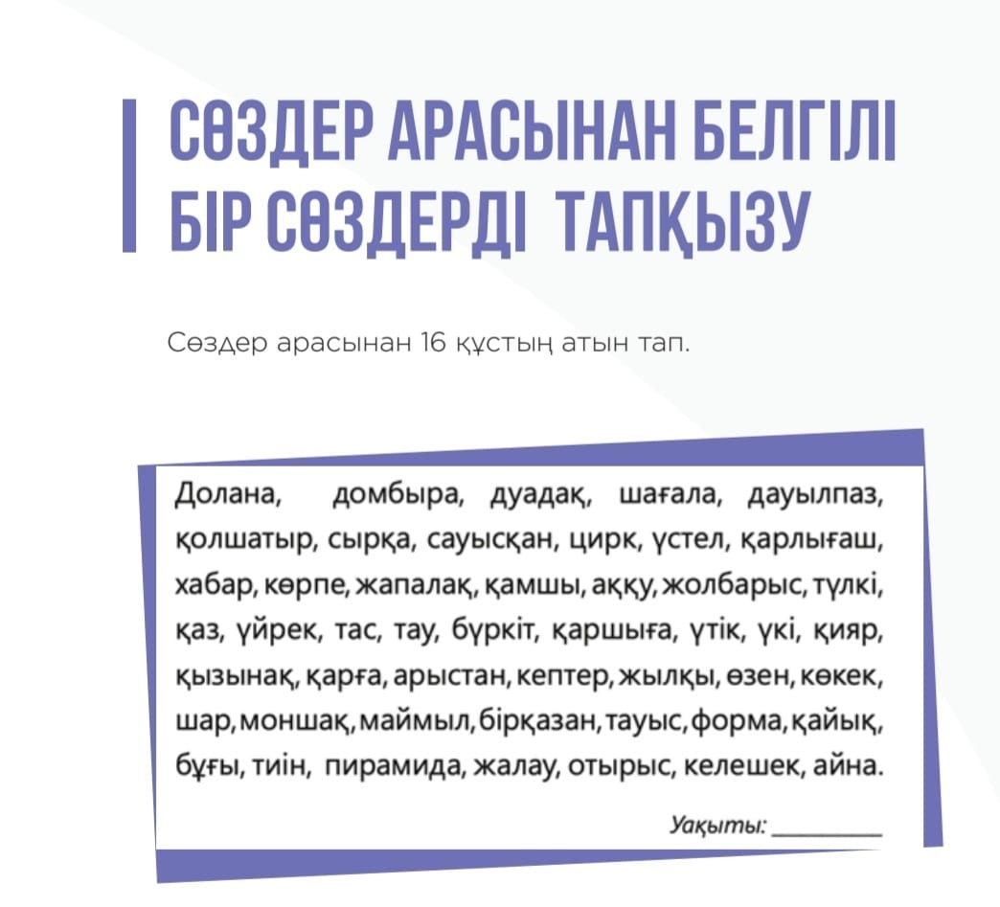 СӨЗДЕР АРАСЫНАН БЕЛГІЛІ
БІР СӨЗДЕРДІ ТАПҚЫЗУ
Сөздер арасынан 16 құстың атын тап.
Долана, домбыра, дуадақ, шағала, дауылпаз,
қолшатыр, сырқа, сауысқан, цирк, үстел, қарлығаш,
хабар, көрпе, жапалақ, қамшы, аққу, жолбарыс, түлкі,
қаз, үйрек, тас, тау, бүркіт, қаршыға, үтік, үкі, қияр,
қызынақ, қарға, арыстан, кептер, жылқы, өзен, көкек,
шар, моншақ, маймыл, бірқазан, тауыс, форма, қайық,
бұғы, тиін, пирамида, жалау, отырыс, келешек, айна.
Уақыты: ________